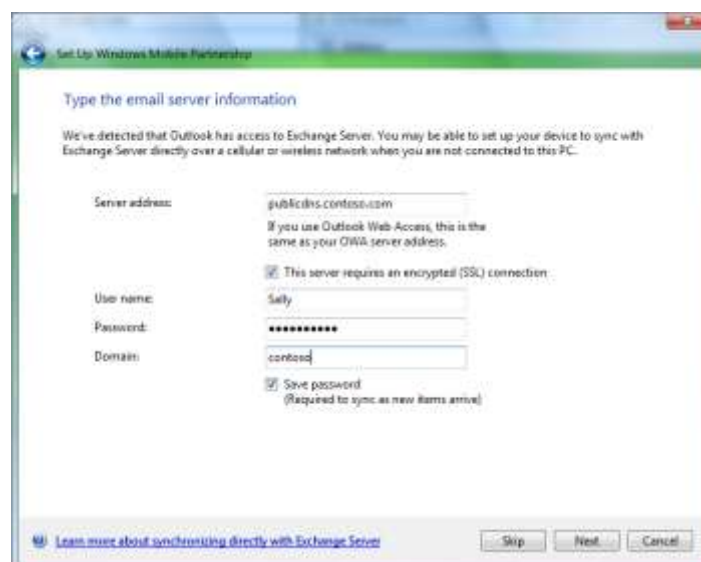 Set Up Windows Mobile Partnership
Type the email server information
We've detected that Outlook has access to Exchange Server. You may be able to set up your device to sync with
Exchange Server directly over a cellular or wireless network when you are not connected to this PC.
Server address:
publicdns.contoso.com
If you use Outlook Web Access, this is the
same as your OWA server address.
This server requires an encrypted (SSL) connection
User name:
Sally
Password:
●●●●●●●●●●
Domain:
contoso
Save password
(Required to sync as new items arrive)
Learn more about synchronizing directly with Exchange Server
Skip
Next
Cancel